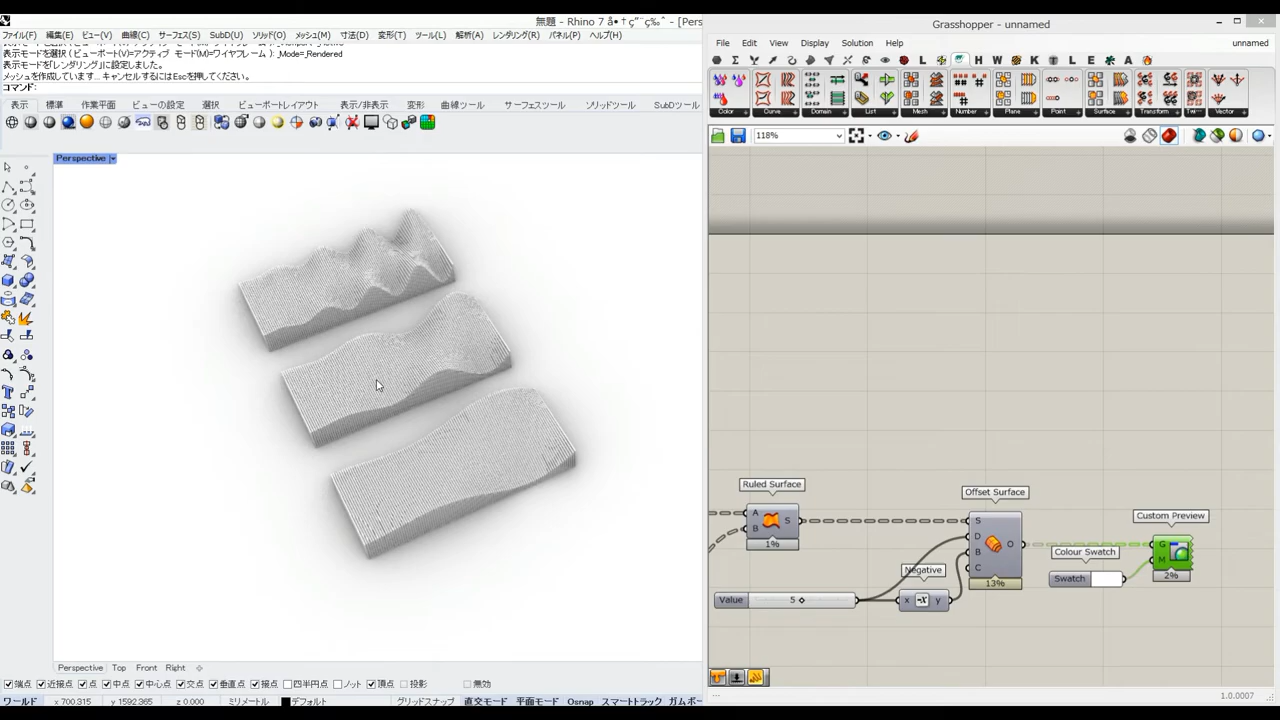 無題 - Rhino 7 å•†ç”¨ç‰ˆ - [Pers
Grasshopper - unnamed
ファイル(F) 編集(E) ビュー(V) 曲線(C) サーフェス(S) SubD(U) ソリッド(O) メッシュ(M) 寸法(D) 変形(T) ツール(L) 解析(A) レンダリング(R) パネル(P) ヘルプ(H)
File Edit View Display Solution Help unnamed
表示モードを選択 ( ビューポート(V)=アクティブ モード(M)=ワイヤフレーム ): _Mode=_Rendered
表示モードを「レンダリング」に設定しました。
メッシュを作成しています... キャンセルするにはEscを押してください。
コマンド:
表示 標準 作業平面 ビューの設定 選択 ビューポートレイアウト 表示/非表示 変形 曲線ツール サーフェスツール ソリッドツール SubDツール
Color Curve Domain List Mesh Number Plane Point Surface Transform Twi... Vector
118%
Perspective
Ruled Surface
A B S
1%
Offset Surface
S D B C O
13%
Negative
x -x y
Value 5
Colour Swatch
Swatch
Custom Preview
G M
2%
Perspective Top Front Right
端点 近接点 点 中点 中心点 交点 垂直点 接点 四半円点 ノット 頂点 投影 無効
ワールド x 700.315 y 1592.365 z 0.000 ミリメートル デフォルト グリッドスナップ 直交モード 平面モード Osnap スマートトラック ガムボー
...
1.0.0007